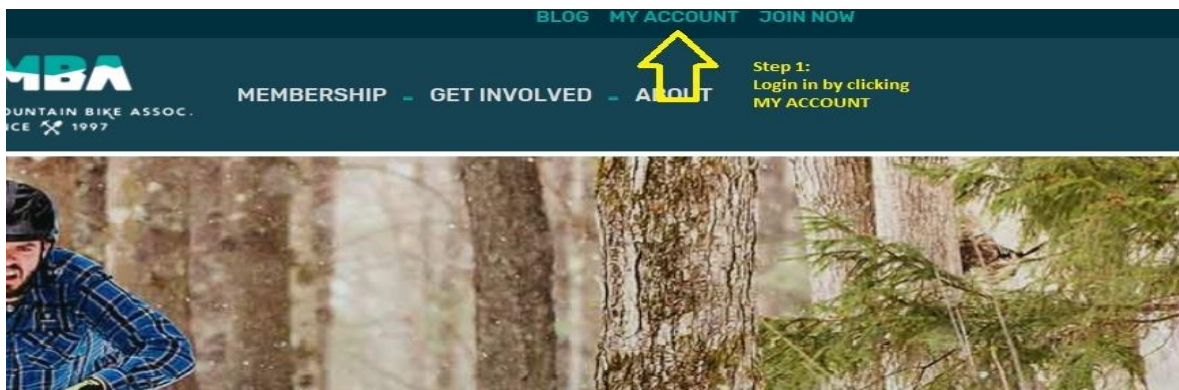 BLOG MY ACCOUNT JOIN NOW
MBA
OUNTAIN BIKE ASSOC.
CE 1997
MEMBERSHIP - GET INVOLVED - ABOUT
Step 1:
Login in by clicking
MY ACCOUNT